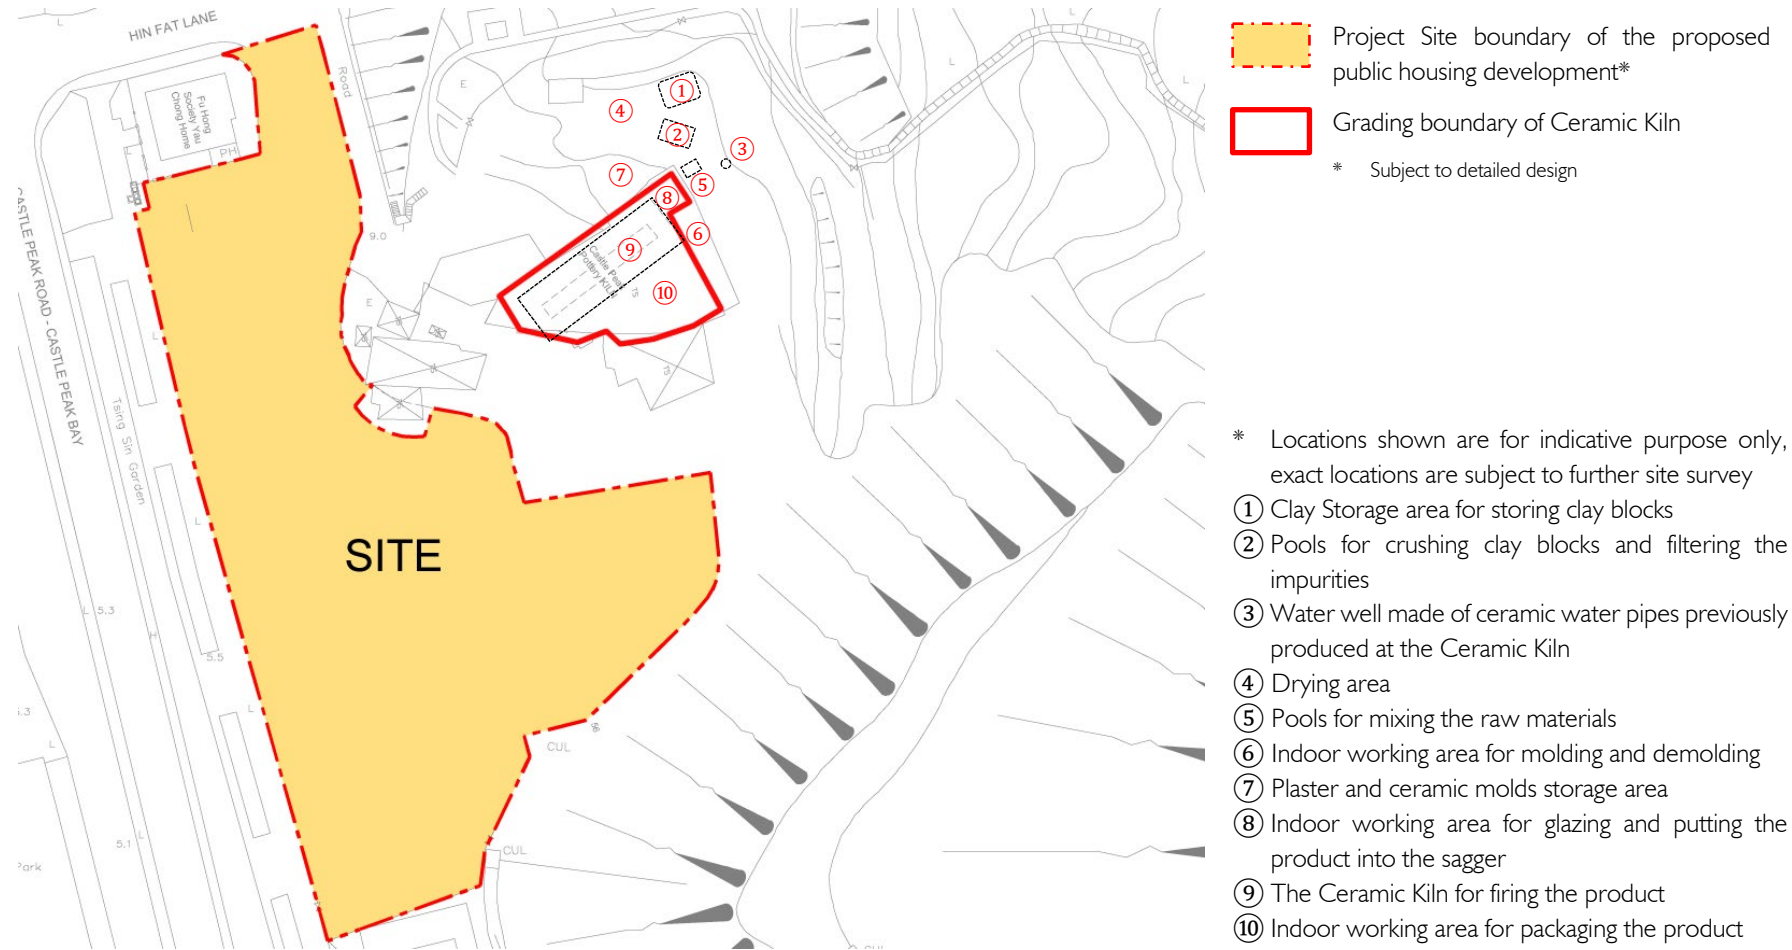 HIN FAT LANE
Road
Fu Hong
Society Yau
Chong Home
PH
L
E
9.0
E
CASTLE PEAK ROAD - CASTLE PEAK BAY
Tsing Sin Garden
Castle Peak
Pottery KILN
TS
TS
①
②
③
④
⑤
⑥
⑦
⑧
⑨
⑩
SITE
L 5.3
H
5.5
L
5.1
L
CUL
56
CUL
CUL
Park
Project Site boundary of the proposed
public housing development*
Grading boundary of Ceramic Kiln
* Subject to detailed design
* Locations shown are for indicative purpose only,
exact locations are subject to further site survey
① Clay Storage area for storing clay blocks
② Pools for crushing clay blocks and filtering the
impurities
③ Water well made of ceramic water pipes previously
produced at the Ceramic Kiln
④ Drying area
⑤ Pools for mixing the raw materials
⑥ Indoor working area for molding and demolding
⑦ Plaster and ceramic molds storage area
⑧ Indoor working area for glazing and putting the
product into the sagger
⑨ The Ceramic Kiln for firing the product
⑩ Indoor working area for packaging the product